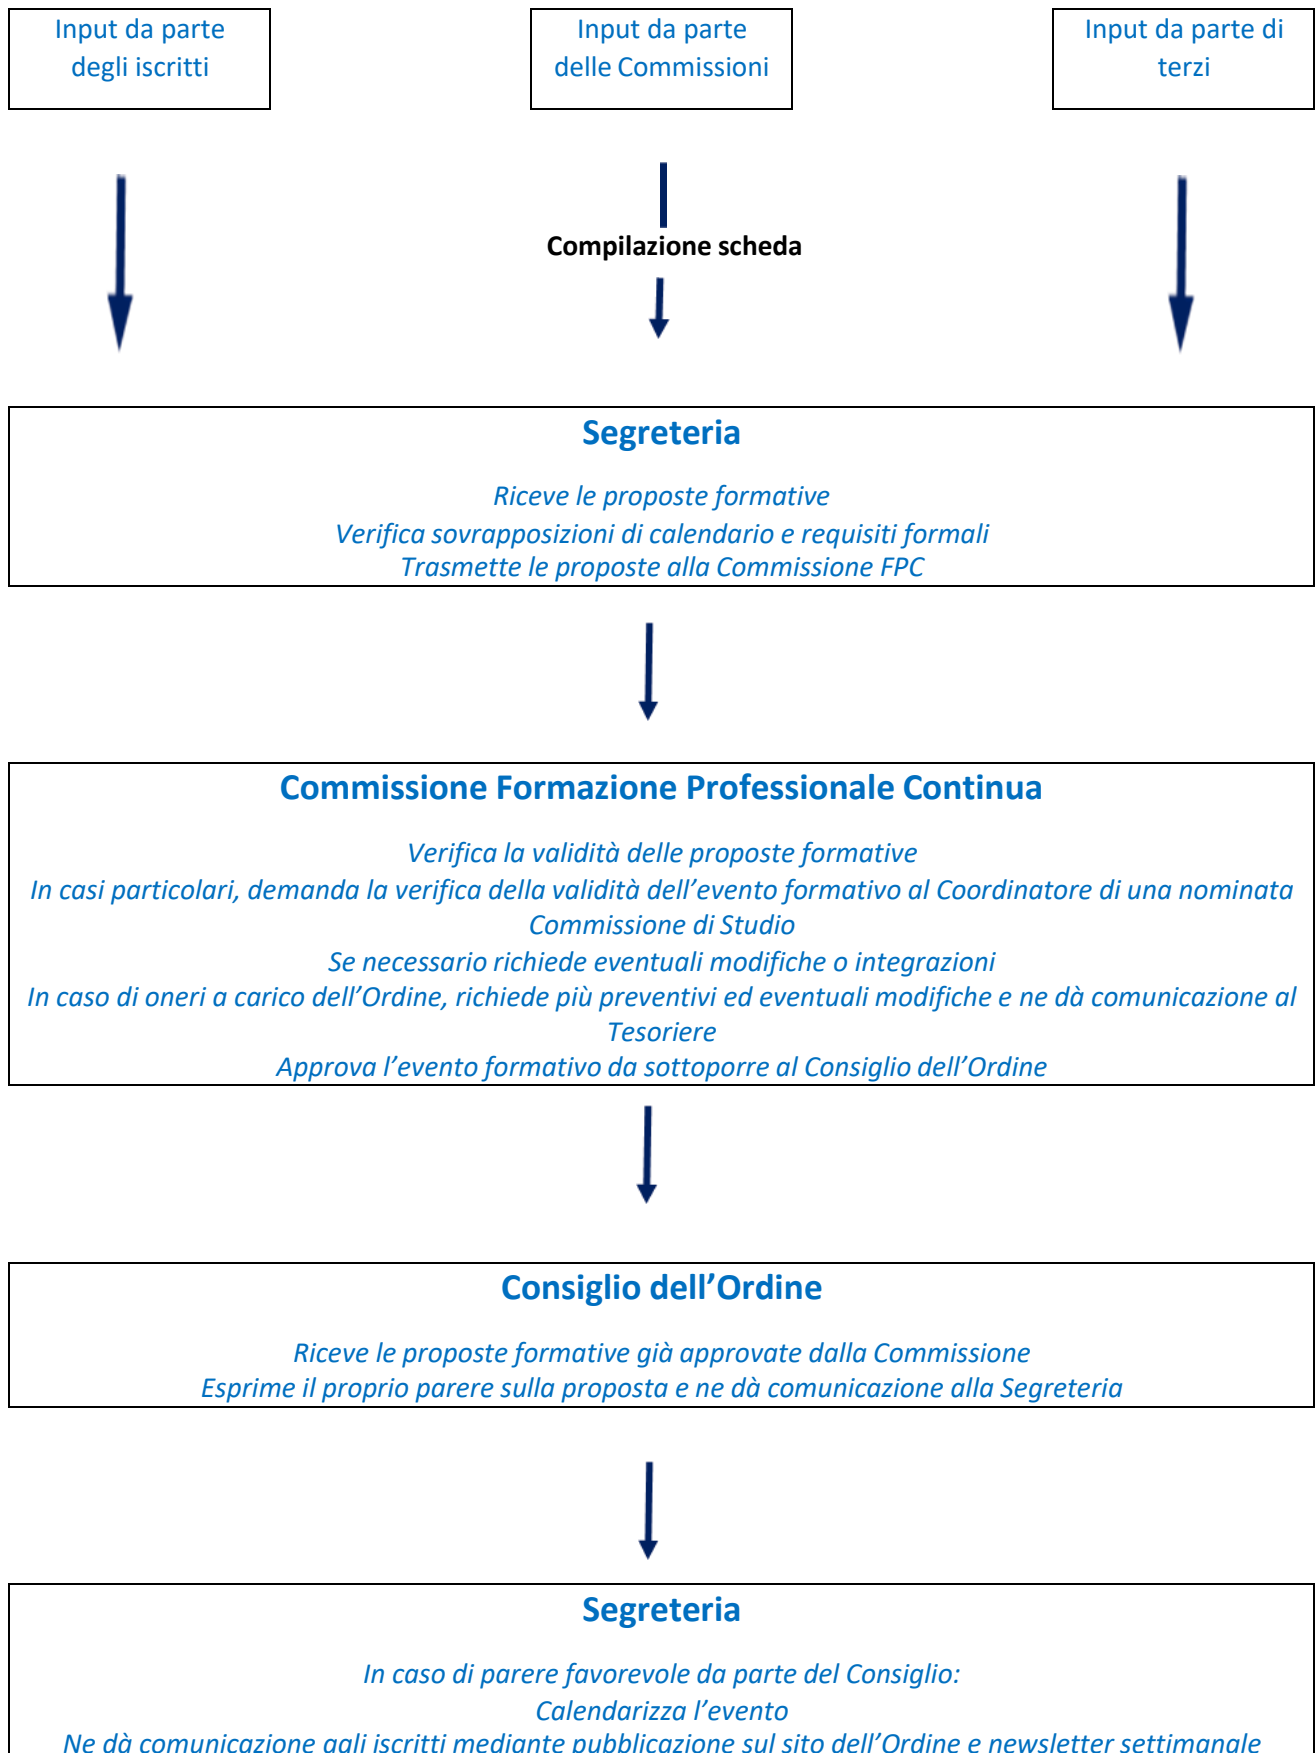 Input da parte
degli iscritti
Input da parte
delle Commissioni
Input da parte di
terzi
Compilazione scheda
Segreteria
Riceve le proposte formative
Verifica sovrapposizioni di calendario e requisiti formali
Trasmette le proposte alla Commissione FPC
Commissione Formazione Professionale Continua
Verifica la validità delle proposte formative
In casi particolari, demanda la verifica della validità dell’evento formativo al Coordinatore di una nominata
Commissione di Studio
Se necessario richiede eventuali modifiche o integrazioni
In caso di oneri a carico dell’Ordine, richiede più preventivi ed eventuali modifiche e ne dà comunicazione al
Tesoriere
Approva l’evento formativo da sottoporre al Consiglio dell’Ordine
Consiglio dell’Ordine
Riceve le proposte formative già approvate dalla Commissione
Esprime il proprio parere sulla proposta e ne dà comunicazione alla Segreteria
Segreteria
In caso di parere favorevole da parte del Consiglio:
Calendarizza l’evento
Ne dà comunicazione agli iscritti mediante pubblicazione sul sito dell’Ordine e newsletter settimanale